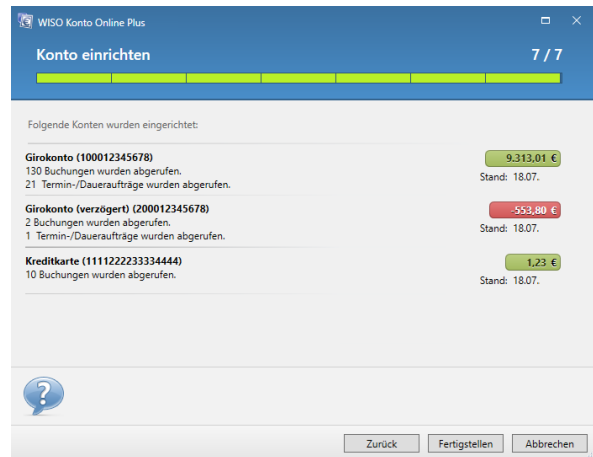 WISO Konto Online Plus
Konto einrichten 7 / 7
Folgende Konten wurden eingerichtet:
Girokonto (100012345678) 9.313,01 €
130 Buchungen wurden abgerufen. Stand: 18.07.
21 Termin-/Daueraufträge wurden abgerufen.
Girokonto (verzögert) (200012345678) -553,80 €
2 Buchungen wurden abgerufen. Stand: 18.07.
1 Termin-/Daueraufträge wurden abgerufen.
Kreditkarte (1111222233334444) 1,23 €
10 Buchungen wurden abgerufen. Stand: 18.07.
?
Zurück Fertigstellen Abbrechen